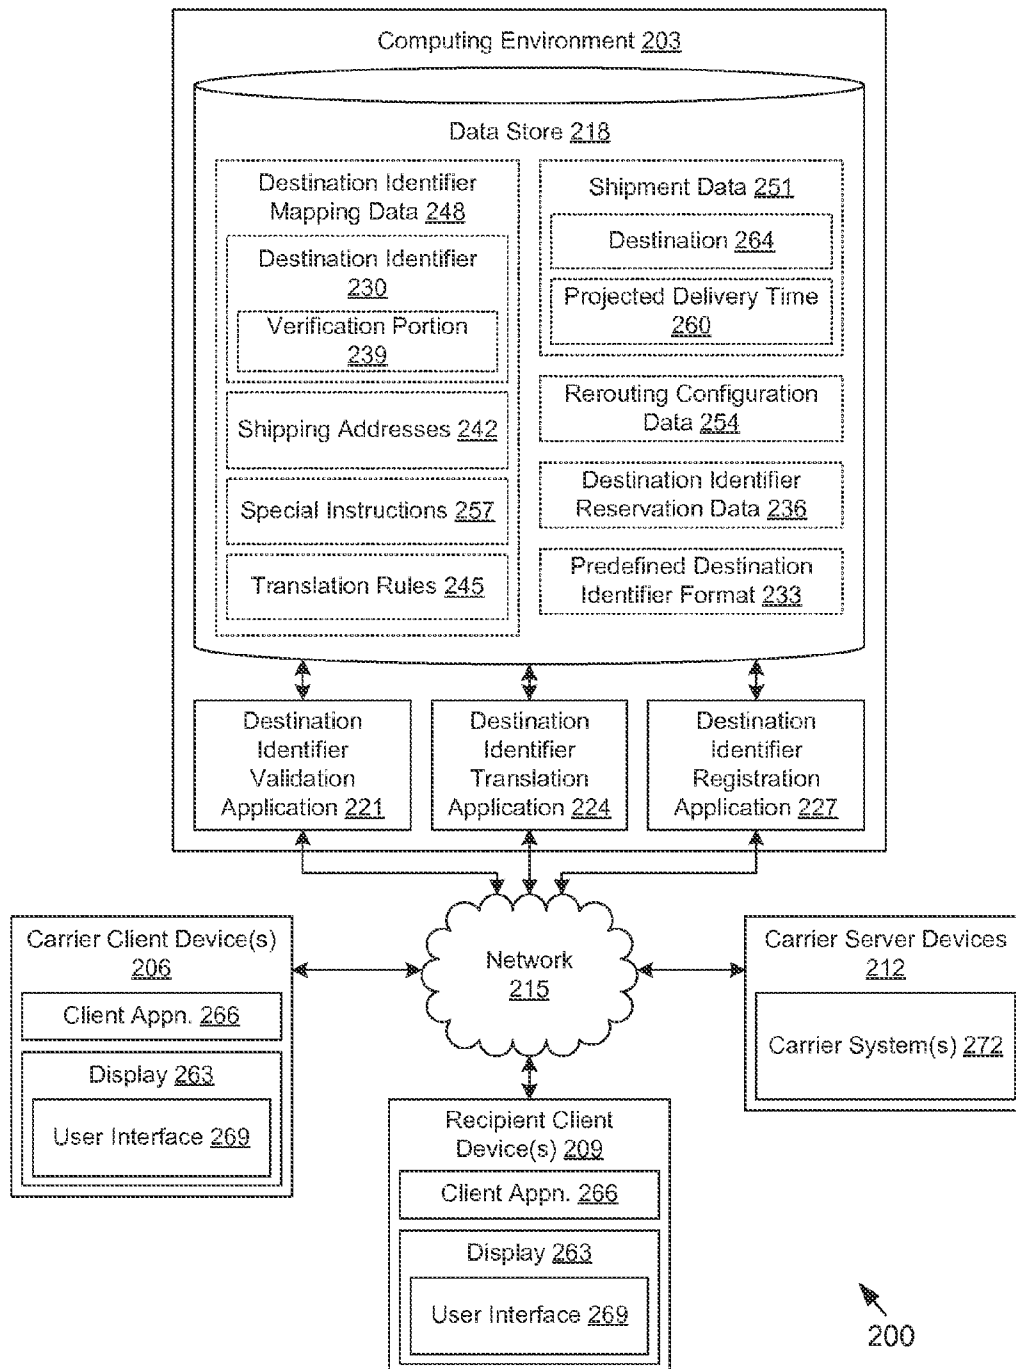 Computing Environment 203
Data Store 218
Destination Identifier
Mapping Data 248
Destination Identifier
230
Verification Portion
239
Shipping Addresses 242
Special Instructions 257
Translation Rules 245
Shipment Data 251
Destination 264
Projected Delivery Time
260
Rerouting Configuration
Data 254
Destination Identifier
Reservation Data 236
Predefined Destination
Identifier Format 233
Destination
Identifier
Validation
Application 221
Destination
Identifier
Translation
Application 224
Destination
Identifier
Registration
Application 227
Carrier Client Device(s)
206
Client Appn. 266
Display 263
User Interface 269
Network
215
Carrier Server Devices
212
Carrier System(s) 272
Recipient Client
Device(s) 209
Client Appn. 266
Display 263
User Interface 269
200